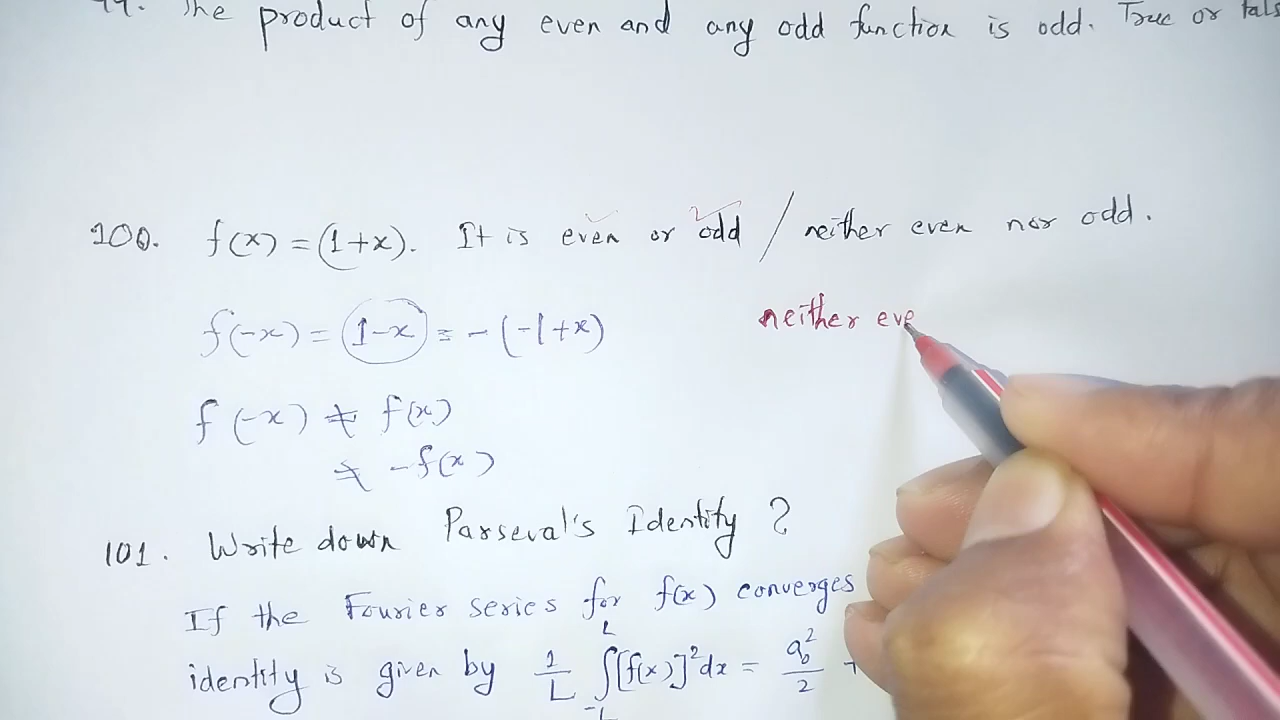 99. The product of any even and any odd function is odd. True or fals
100. f(x) = (1+x). It is even or odd / neither even nor odd.
f(-x) = (1-x) = -(-1+x)
neither eve
f(-x) ≠ f(x)
≠ -f(x)
101. Write down Parseval's Identity ?
If the Fourier series for f(x) converges
identity is given by 1/L ∫_{-L}^{L} [f(x)]² dx = a₀²/2 +